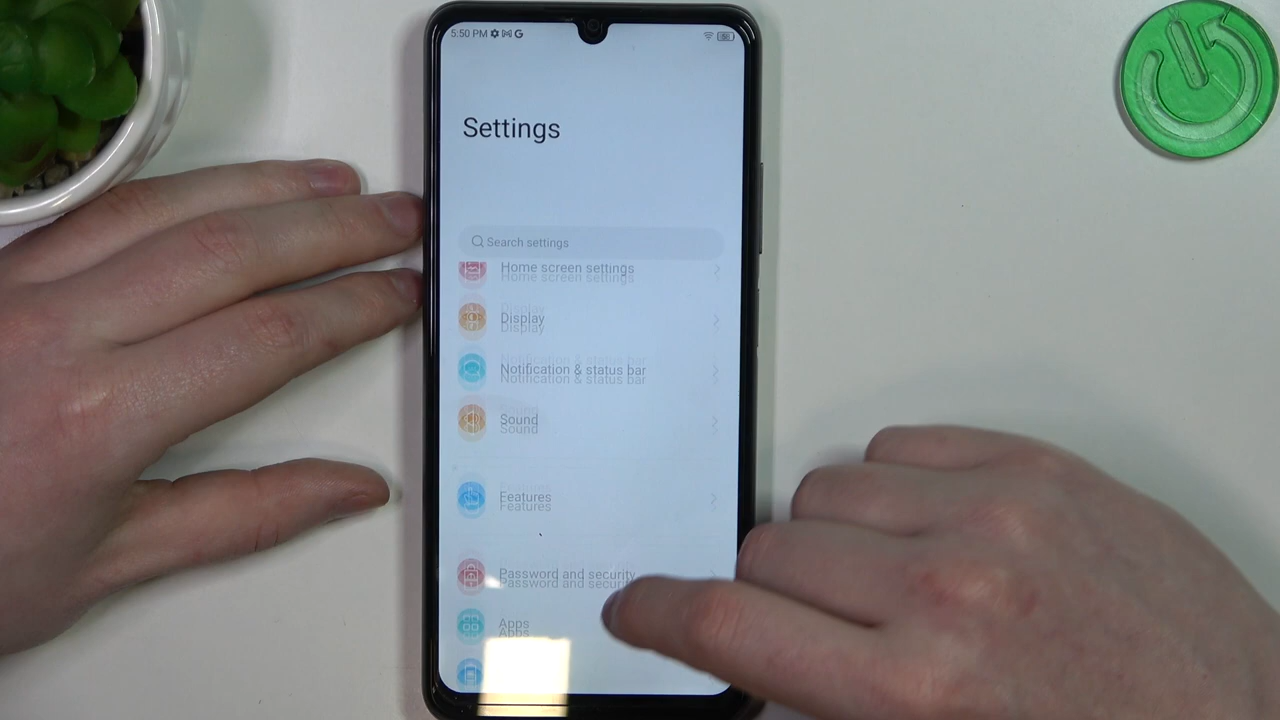 5:50 PM
Settings
Search settings
Home screen settings
Display
Notification & status bar
Sound
Features
Password and security
Apps